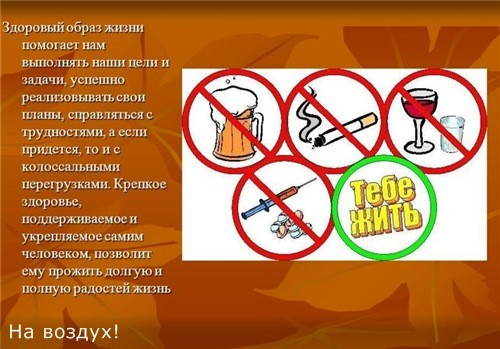 Здоровый образ жизни
помогает нам
выполнять наши цели и
задачи, успешно
реализовывать свои
планы, справляться с
трудностями, а если
придется, то и с
колоссальными
перегрузками. Крепкое
здоровье,
поддерживаемое и
укрепляемое самим
человеком, позволит
ему прожить долгую и
полную радостей жизнь
Тебе
ЖИТЬ
На воздух!